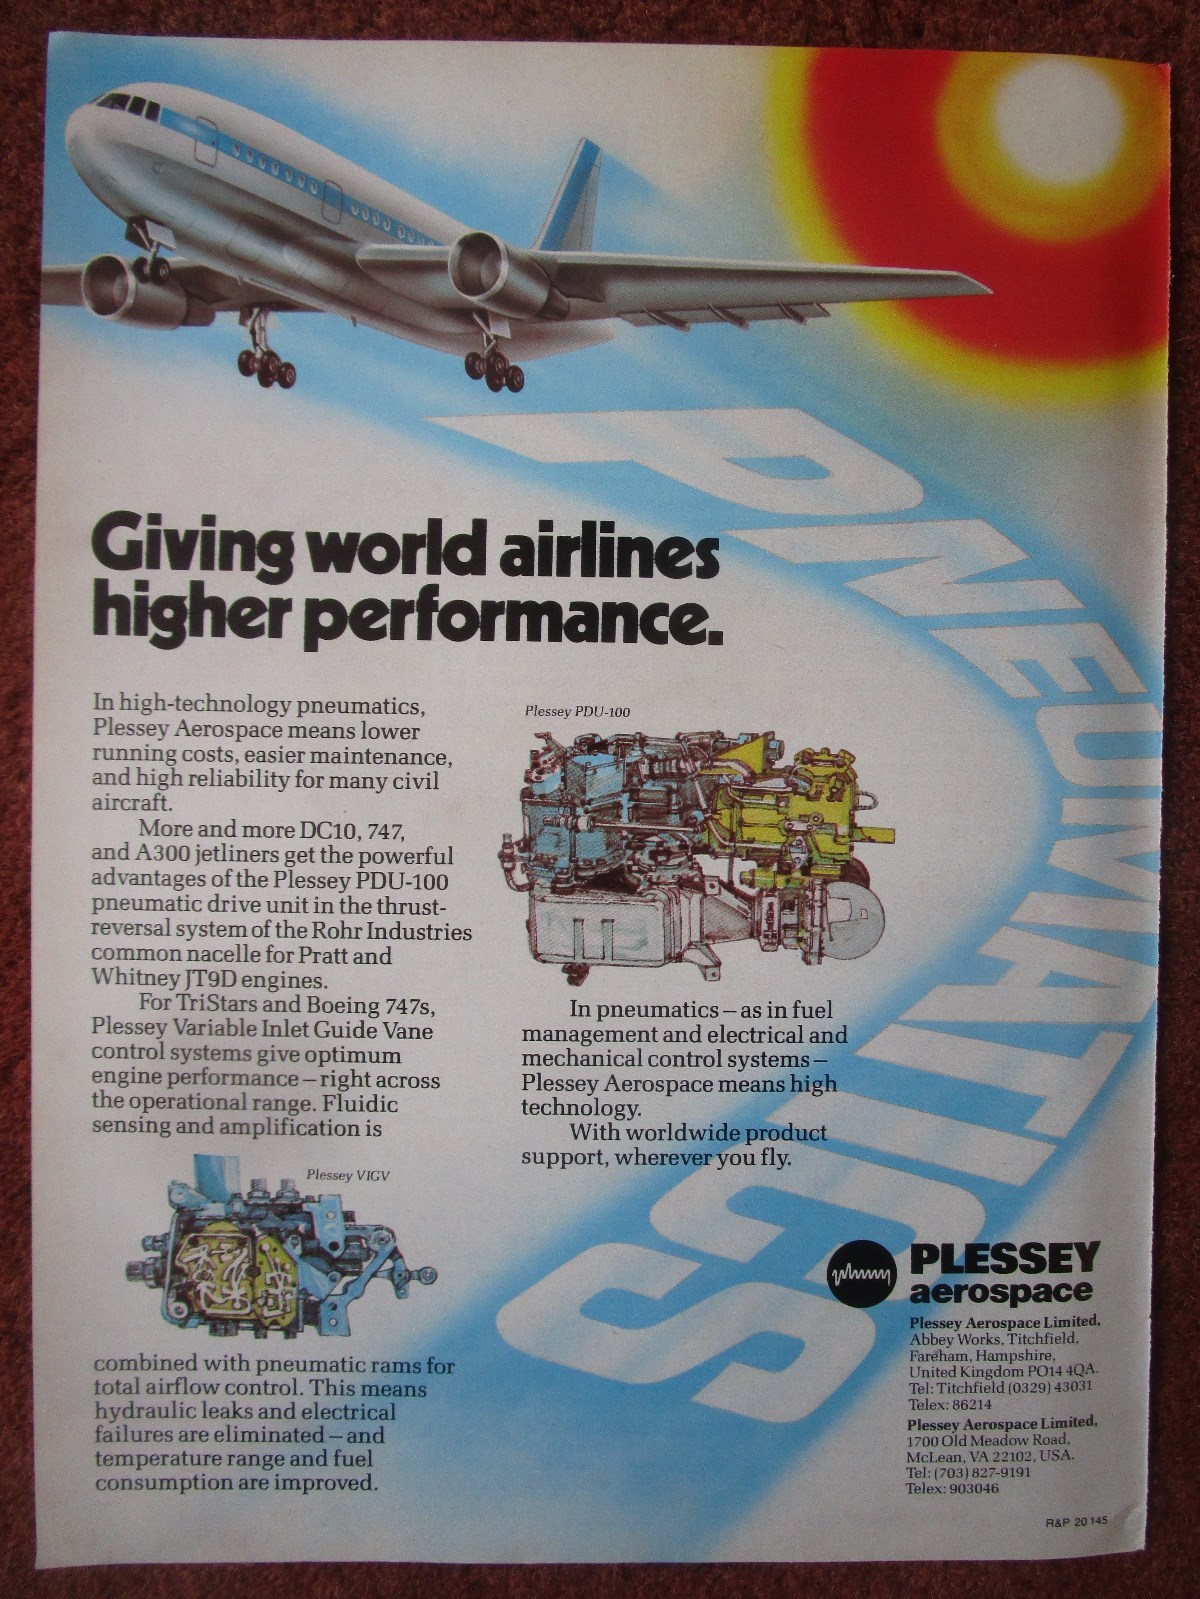 PNEUMATICS
Giving world airlines
higher performance.
In high-technology pneumatics,
Plessey Aerospace means lower
running costs, easier maintenance,
and high reliability for many civil
aircraft.
More and more DC10, 747,
and A300 jetliners get the powerful
advantages of the Plessey PDU-100
pneumatic drive unit in the thrust-
reversal system of the Rohr Industries
common nacelle for Pratt and
Whitney JT9D engines.
For TriStars and Boeing 747s,
Plessey Variable Inlet Guide Vane
control systems give optimum
engine performance – right across
the operational range. Fluidic
sensing and amplification is
Plessey VIGV
combined with pneumatic rams for
total airflow control. This means
hydraulic leaks and electrical
failures are eliminated – and
temperature range and fuel
consumption are improved.
Plessey PDU-100
In pneumatics – as in fuel
management and electrical and
mechanical control systems –
Plessey Aerospace means high
technology.
With worldwide product
support, wherever you fly.
PLESSEY
aerospace
Plessey Aerospace Limited,
Abbey Works, Titchfield,
Fareham, Hampshire,
United Kingdom PO14 4QA.
Tel: Titchfield (0329) 43031
Telex: 86214
Plessey Aerospace Limited,
1700 Old Meadow Road,
McLean, VA 22102, USA.
Tel: (703) 827-9191
Telex: 903046
R&P 20 145